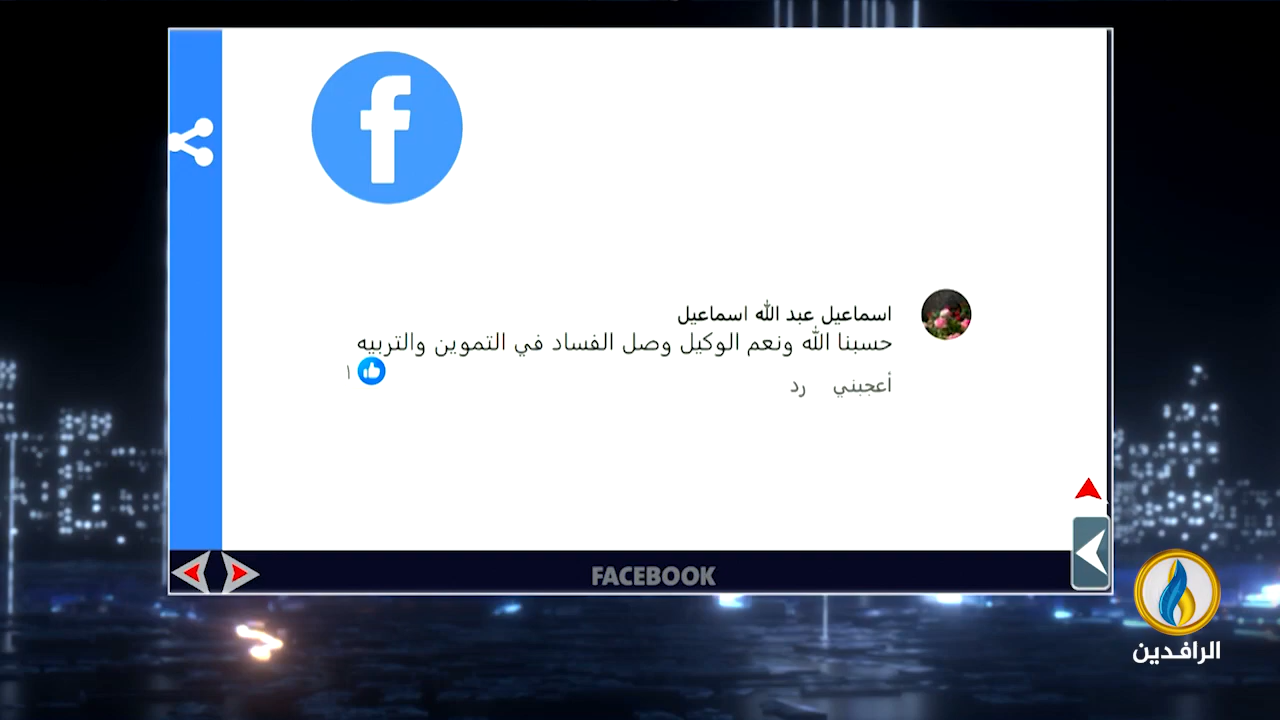 اسماعيل عبد الله اسماعيل
حسبنا الله ونعم الوكيل وصل الفساد في التموين والتربيه
١
أعجبني رد
FACEBOOK
الرافدين